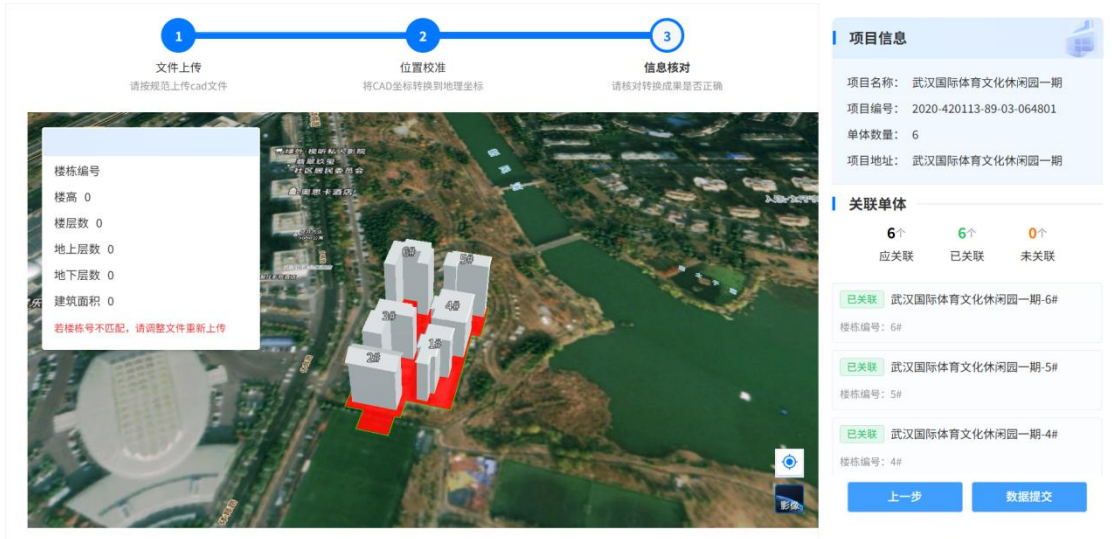 1
2
3
文件上传
位置校准
信息核对
请按规范上传cad文件
将CAD坐标转换到地理坐标
请核对转换成果是否正确
楼栋编号
楼高 0
楼层数 0
地上层数 0
地下层数 0
建筑面积 0
若楼栋号不匹配，请调整文件重新上传
社区居民委员会
6#
5#
4#
3#
1#
2#
影像
项目信息
项目名称： 武汉国际体育文化休闲园一期
项目编号： 2020-420113-89-03-064801
单体数量： 6
项目地址： 武汉国际体育文化休闲园一期
关联单体
6个
6个
0个
应关联
已关联
未关联
已关联 武汉国际体育文化休闲园一期-6#
楼栋编号：6#
已关联 武汉国际体育文化休闲园一期-5#
楼栋编号：5#
已关联 武汉国际体育文化休闲园一期-4#
楼栋编号：4#
上一步
数据提交